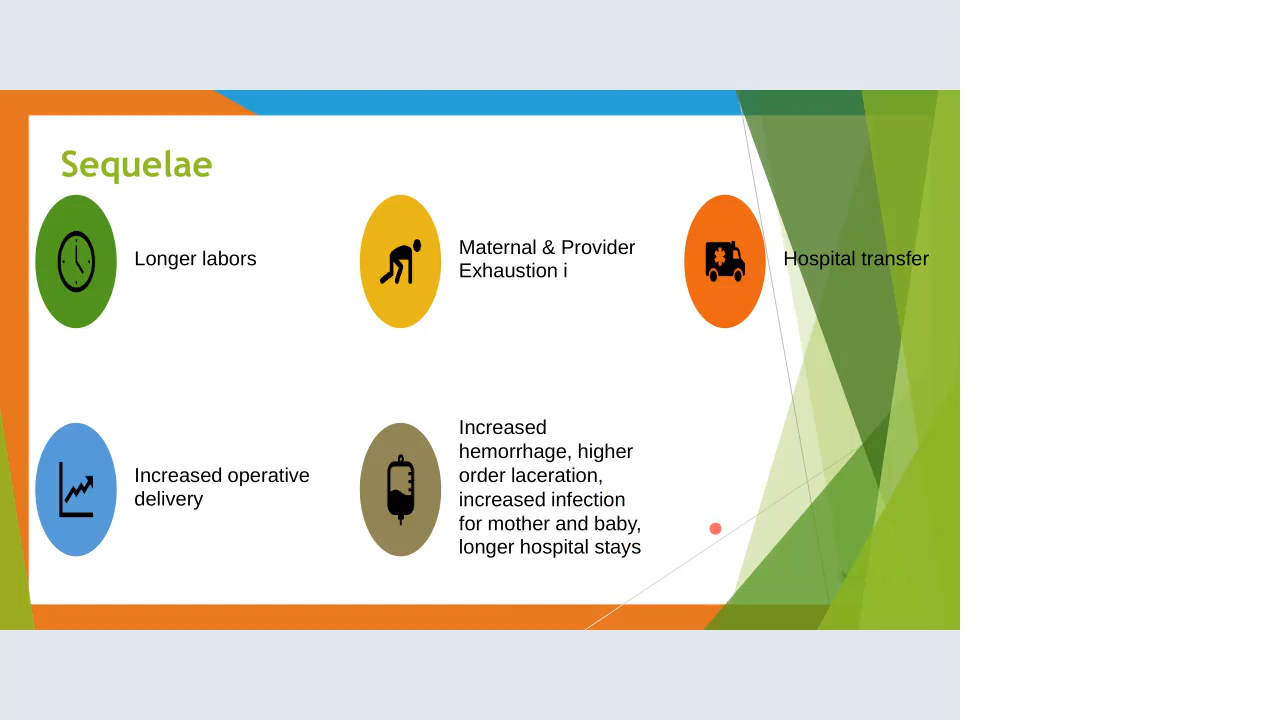 Sequelae
Longer labors
Maternal & Provider
Exhaustion i
Hospital transfer
Increased operative
delivery
Increased
hemorrhage, higher
order laceration,
increased infection
for mother and baby,
longer hospital stays